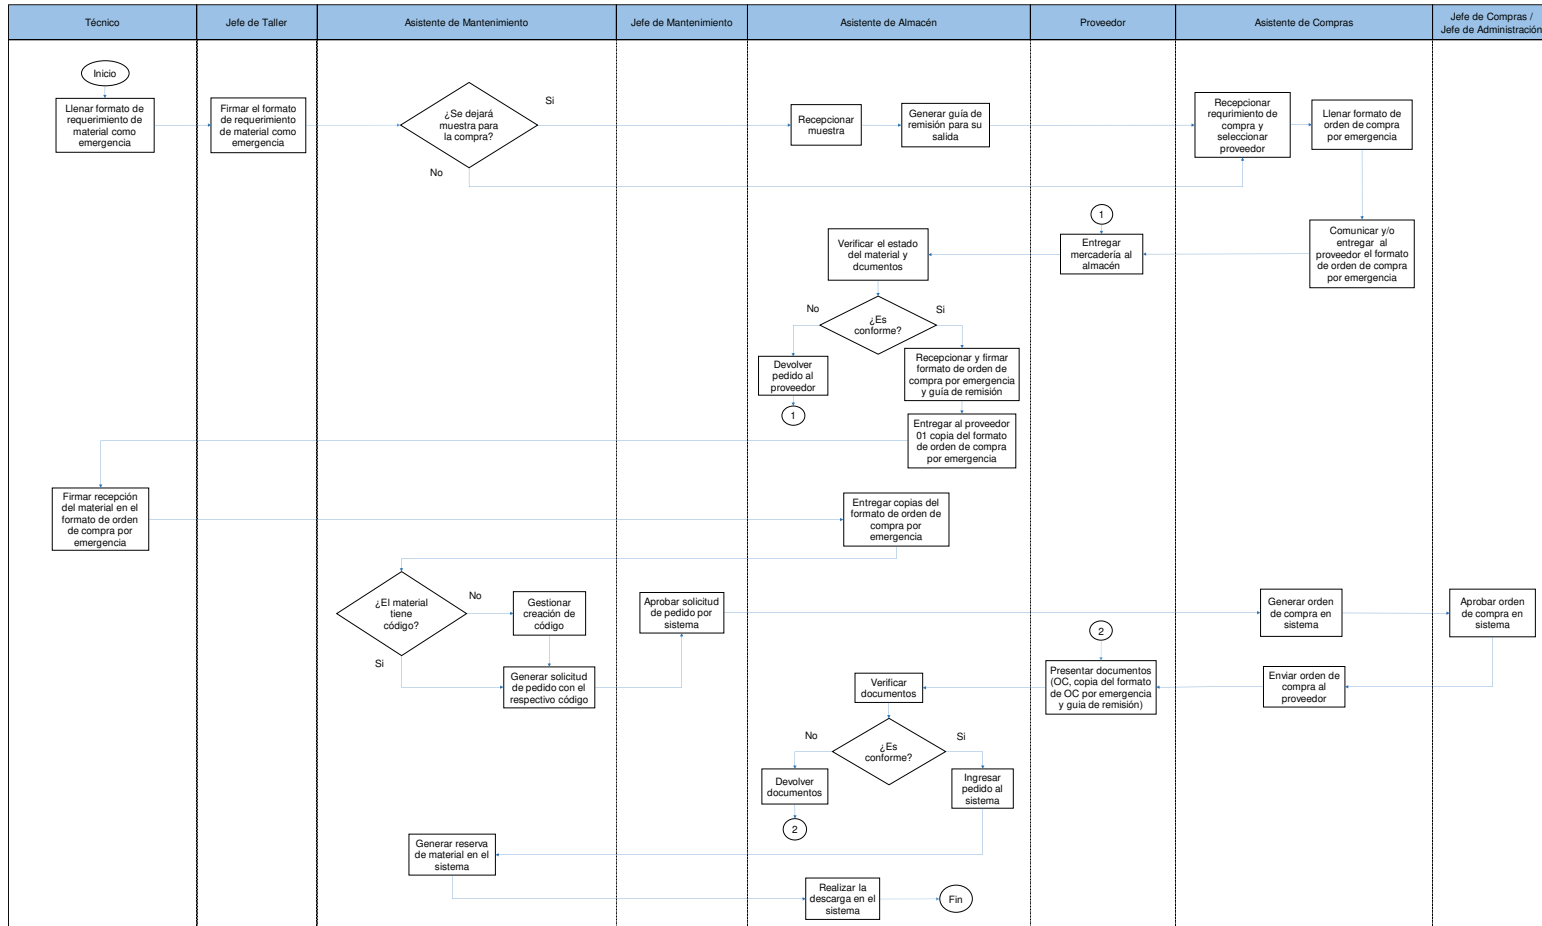 Técnico
Jefe de Taller
Asistente de Mantenimiento
Jefe de Mantenimiento
Asistente de Almacén
Proveedor
Asistente de Compras
Jefe de Compras /
Jefe de Administración
Inicio
Llenar formato de
requerimiento de
material como
emergencia
Firmar el formato
de requerimiento
de material como
emergencia
¿Se dejará
muestra para
la compra?
Si
No
Recepcionar
muestra
Generar guía de
remisión para su
salida
Recepcionar
requrimiento de
compra y
seleccionar
proveedor
Llenar formato de
orden de compra
por emergencia
Comunicar y/o
entregar al
proveedor el formato
de orden de compra
por emergencia
1
Entregar
mercadería al
almacén
Verificar el estado
del material y
dcumentos
¿Es
conforme?
No
Si
Devolver
pedido al
proveedor
1
Recepcionar y firmar
formato de orden de
compra por emergencia
y guía de remisión
Entregar al proveedor
01 copia del formato
de orden de compra
por emergencia
Firmar recepción
del material en el
formato de orden
de compra por
emergencia
Entregar copias del
formato de orden de
compra por
emergencia
¿El material
tiene
código?
No
Si
Gestionar
creación de
código
Generar solicitud
de pedido con el
respectivo código
Aprobar solicitud
de pedido por
sistema
Generar orden
de compra en
sistema
Aprobar orden
de compra en
sistema
Enviar orden de
compra al
proveedor
2
Presentar documentos
(OC, copia del formato
de OC por emergencia
y guia de remisión)
Verificar
documentos
¿Es
conforme?
No
Si
Devolver
documentos
2
Ingresar
pedido al
sistema
Generar reserva
de material en el
sistema
Realizar la
descarga en el
sistema
Fin